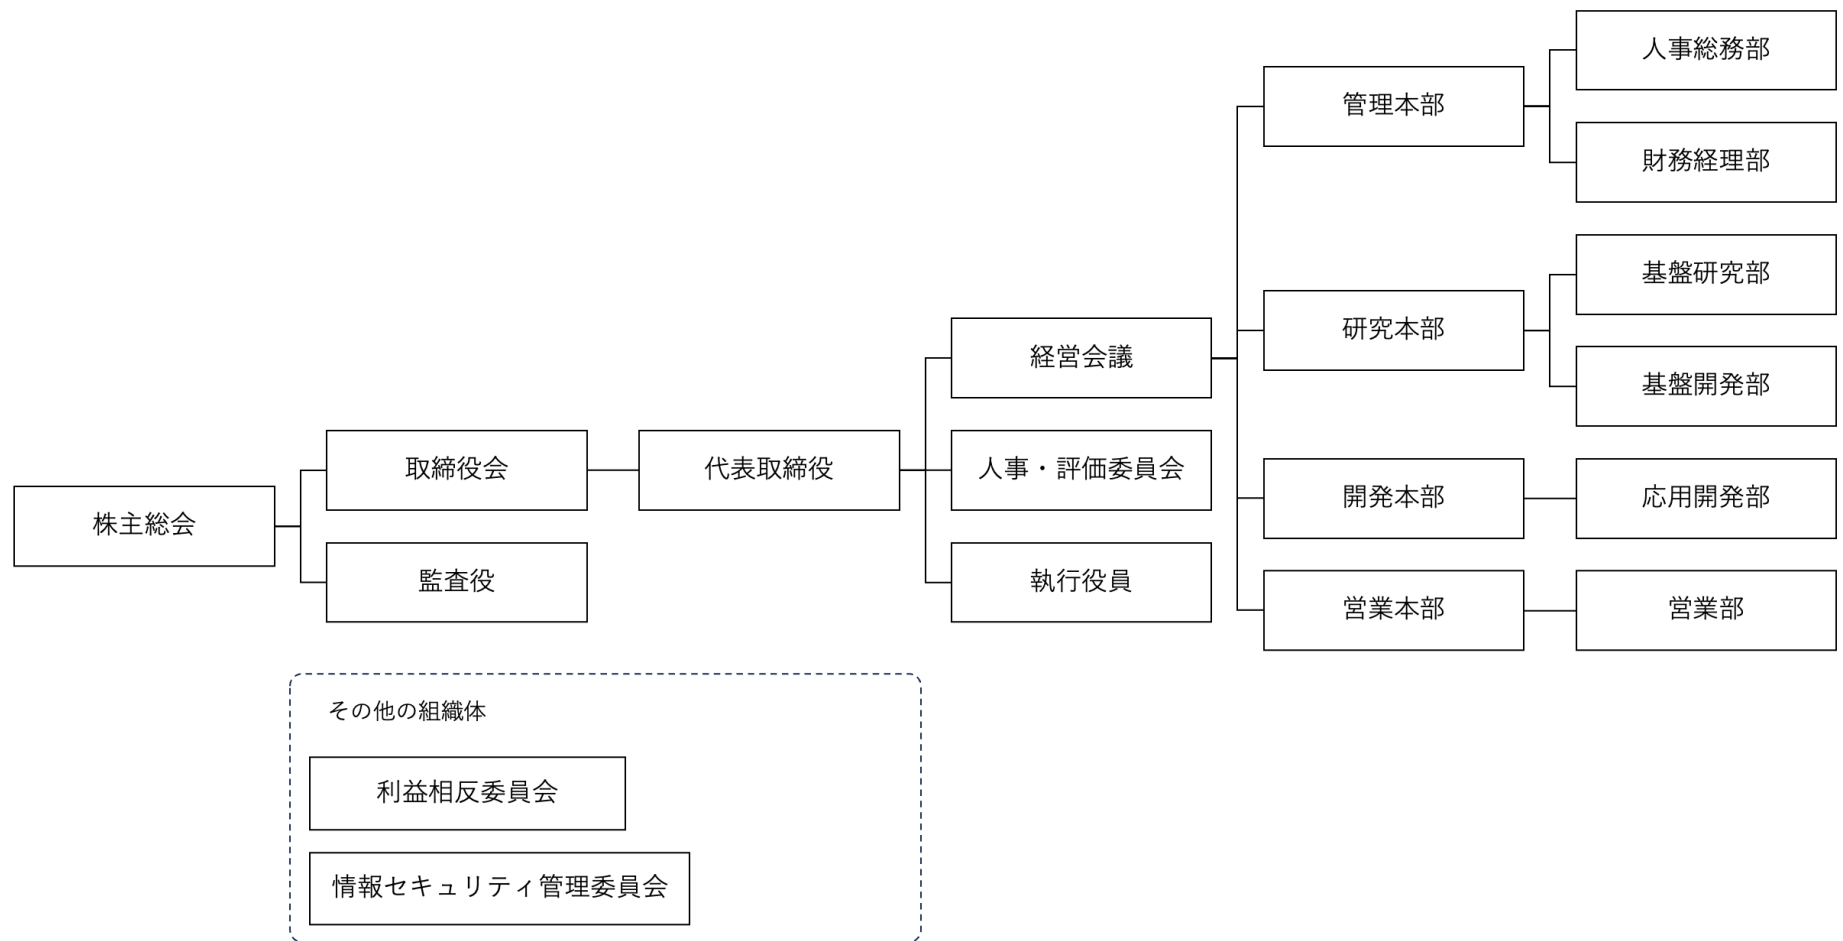 株主総会
取締役会
監査役
代表取締役
経営会議
人事・評価委員会
執行役員
管理本部
研究本部
開発本部
営業本部
人事総務部
財務経理部
基盤研究部
基盤開発部
応用開発部
営業部
その他の組織体
利益相反委員会
情報セキュリティ管理委員会